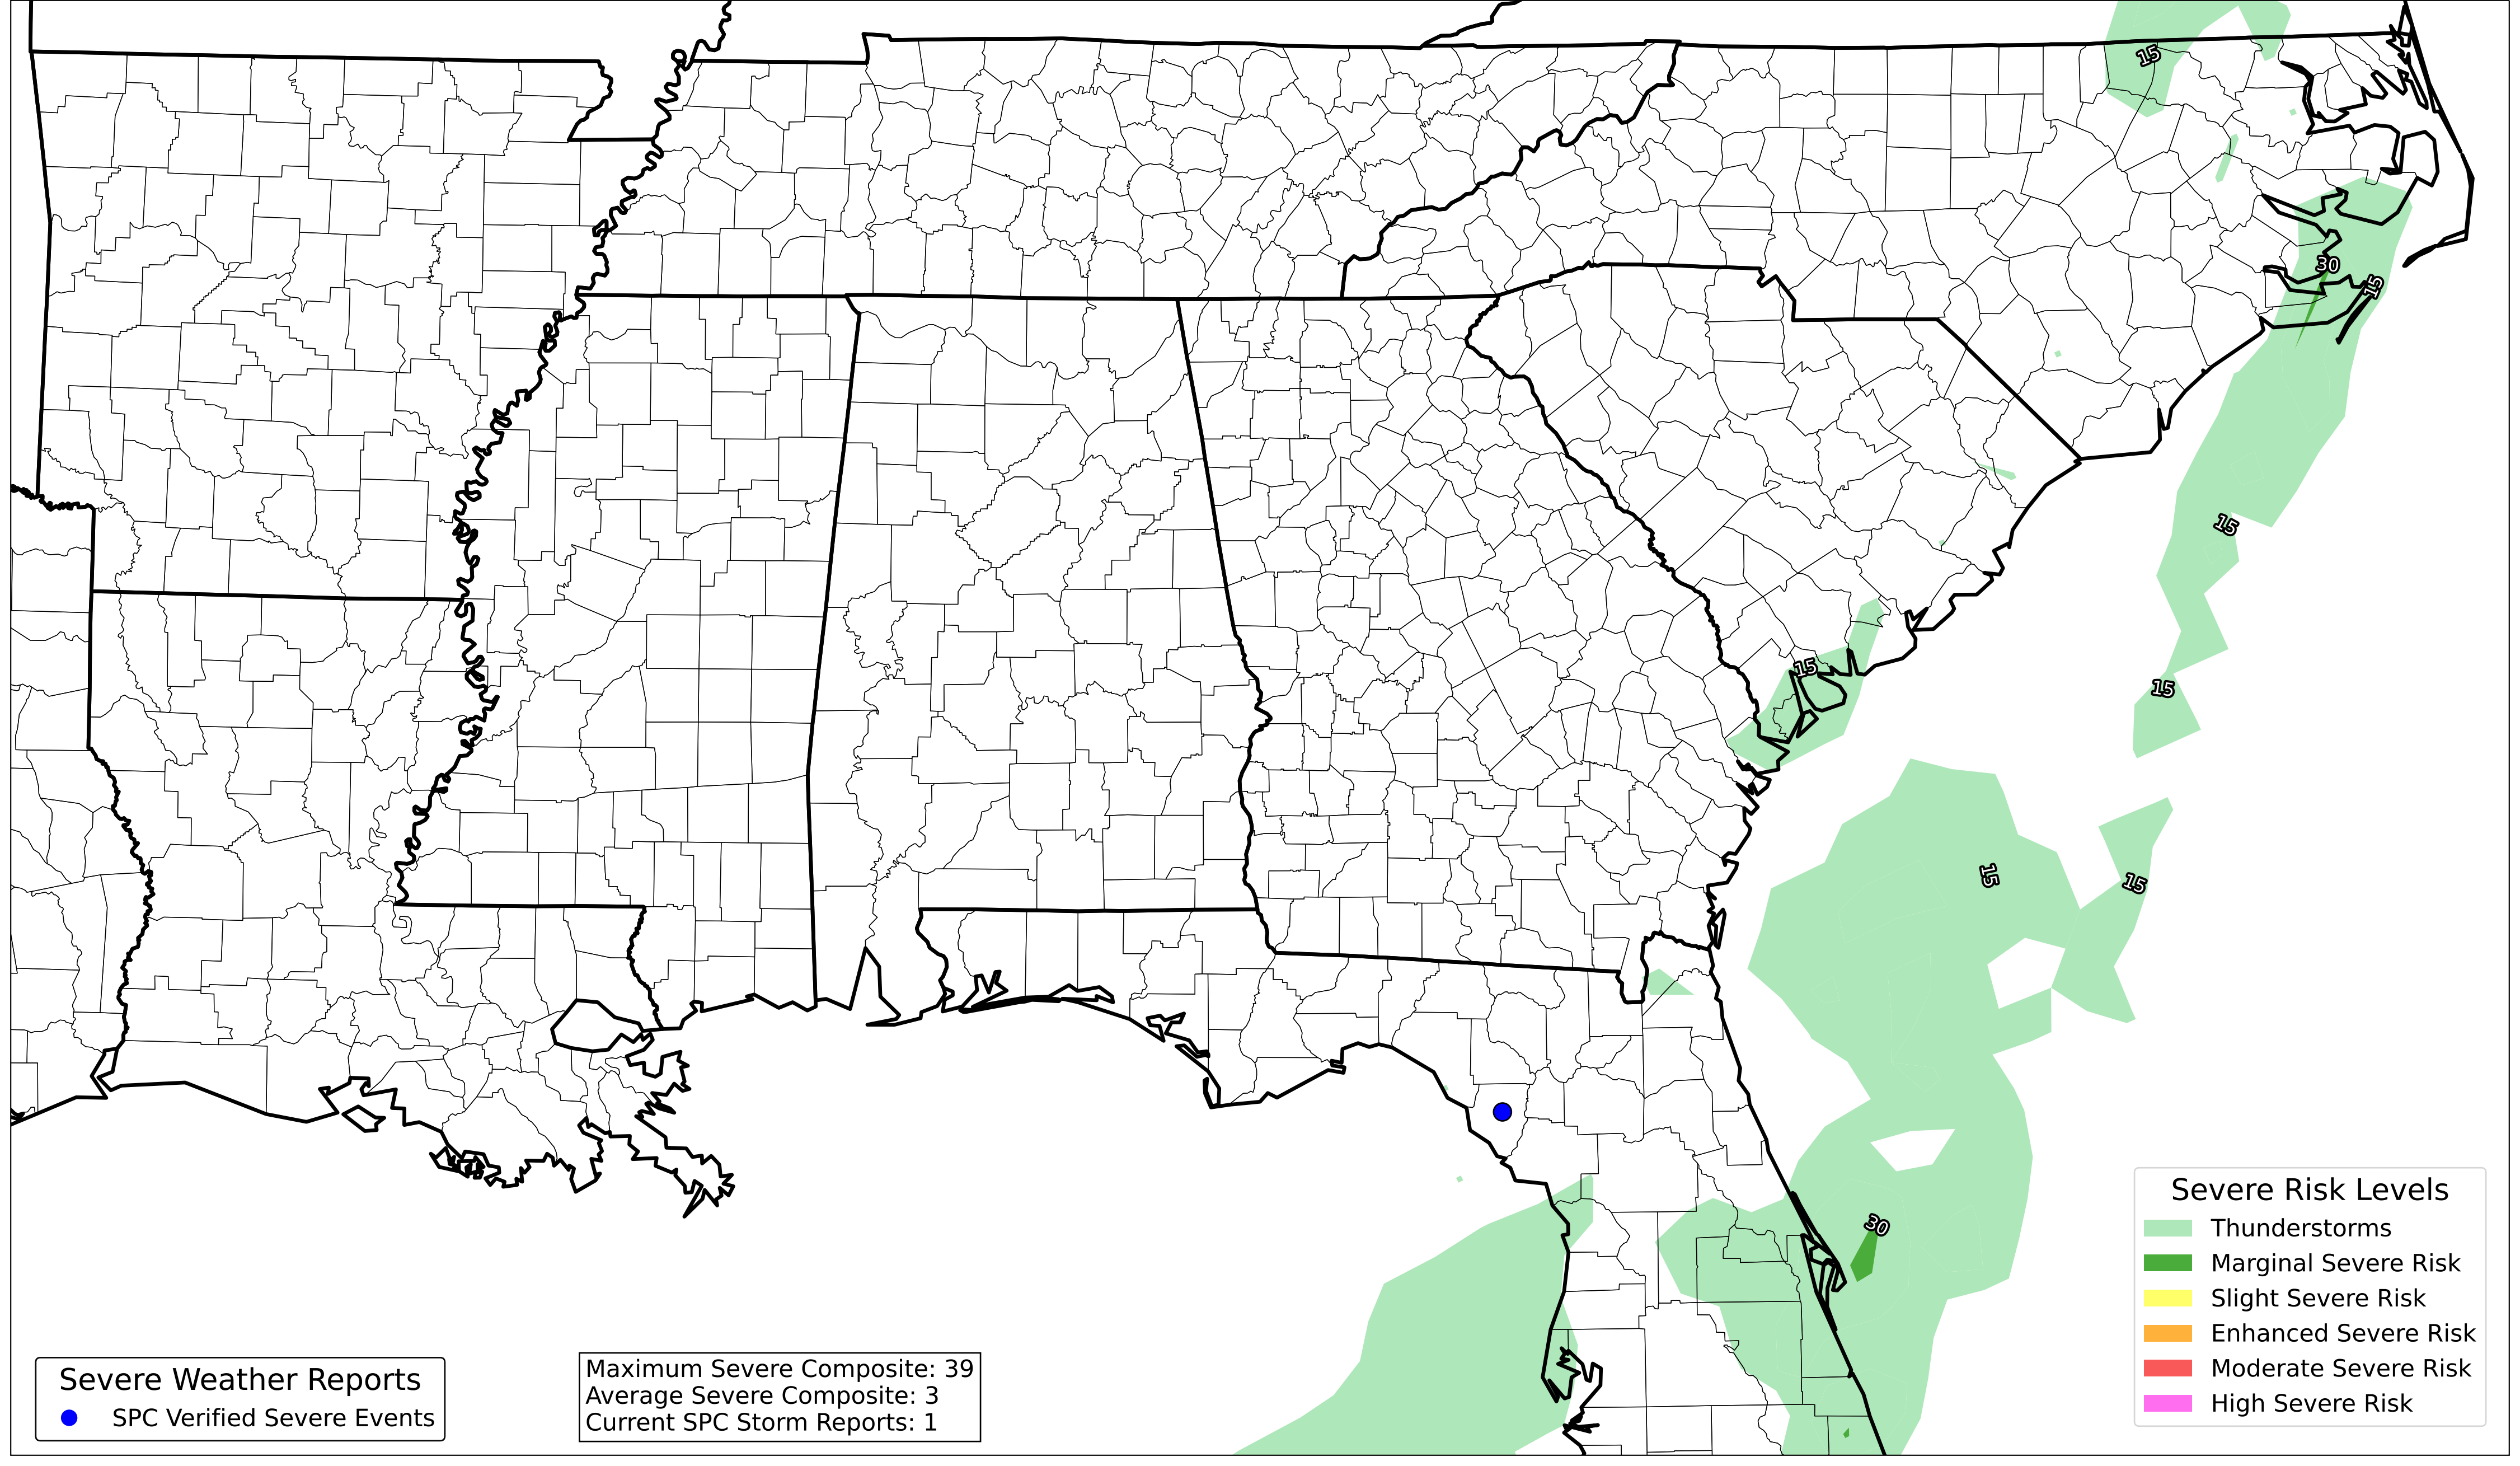 15
30
15
15
15
15
15
15
30
Severe Weather Reports
SPC Verified Severe Events
Maximum Severe Composite: 39
Average Severe Composite: 3
Current SPC Storm Reports: 1
Severe Risk Levels
Thunderstorms
Marginal Severe Risk
Slight Severe Risk
Enhanced Severe Risk
Moderate Severe Risk
High Severe Risk